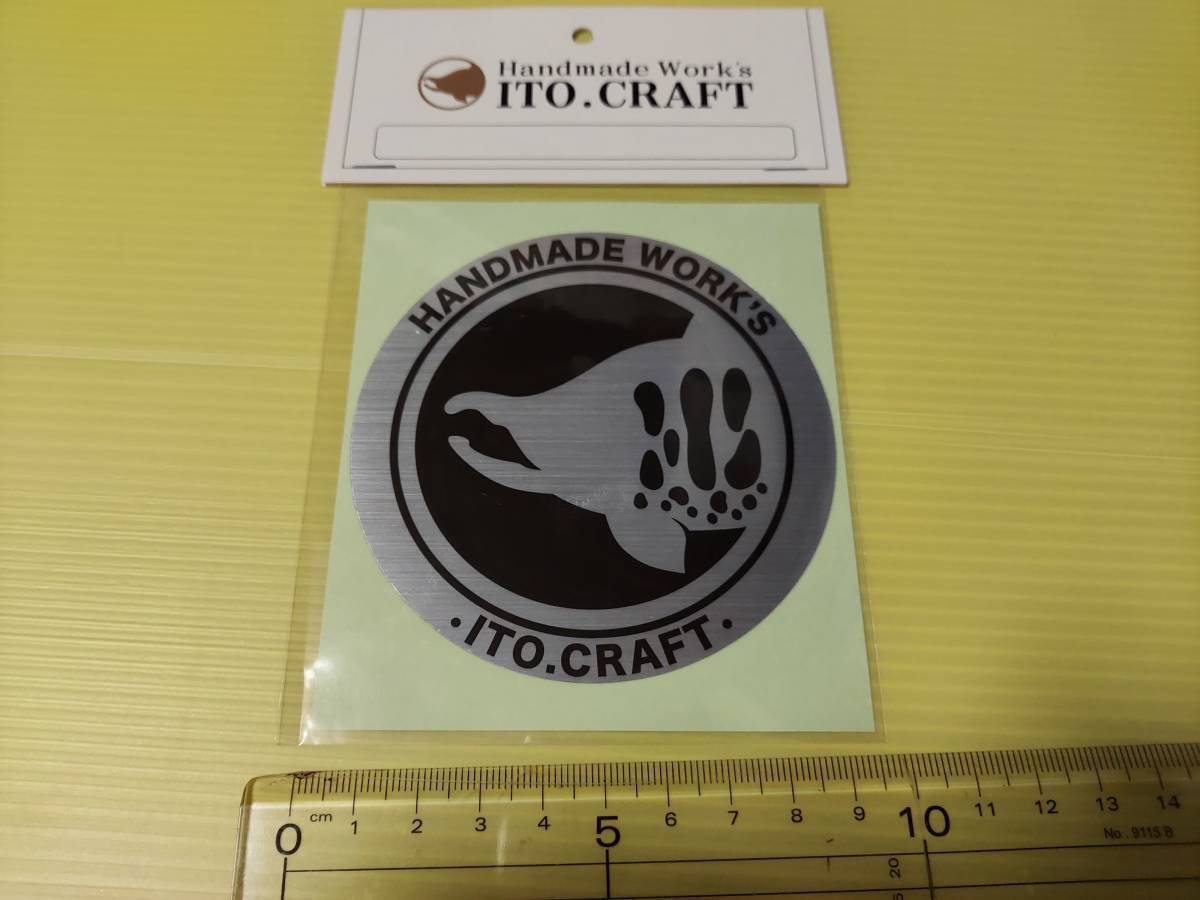 Handmade Work's
ITO.CRAFT
HANDMADE WORK'S
·ITO.CRAFT·
0 cm 1 2 3 4 5 6 7 8 9 10 11 12 13 14
No. 9115 B
20